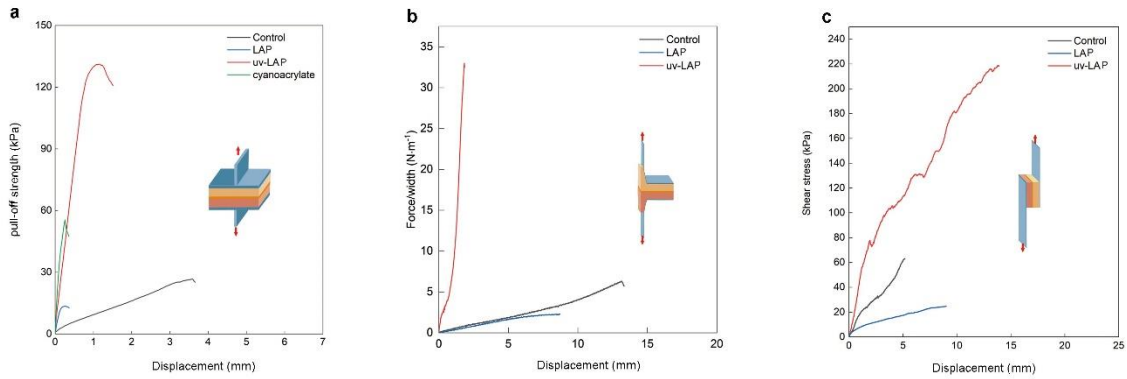 a
150
120
90
60
30
0
0 1 2 3 4 5 6 7
pull-off strength (kPa)
Displacement (mm)
Control
LAP
uv-LAP
cyanoacrylate
b
35
30
25
20
15
10
5
0
0 5 10 15 20
Force/width (N·m⁻¹)
Displacement (mm)
Control
LAP
uv-LAP
c
240
220
200
180
160
140
120
100
80
60
40
20
0
0 5 10 15 20 25
Shear stress (kPa)
Displacement (mm)
Control
LAP
uv-LAP